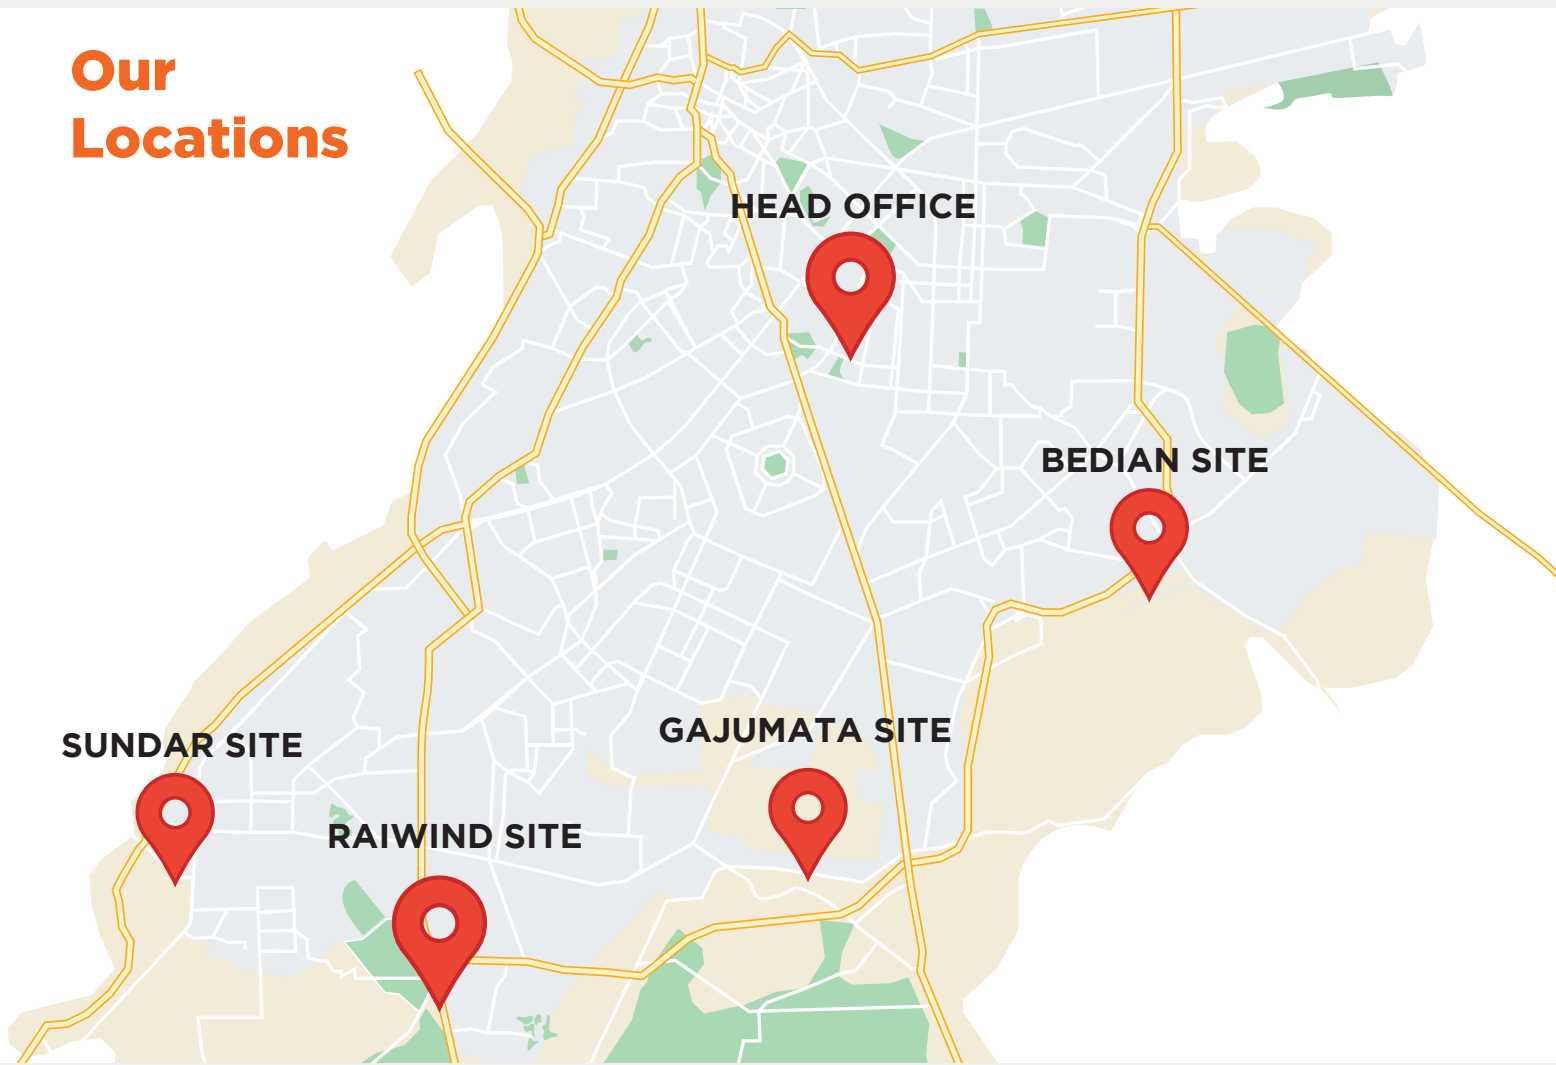 Our
Locations
HEAD OFFICE
BEDIAN SITE
GAJUMATA SITE
SUNDAR SITE
RAIWIND SITE